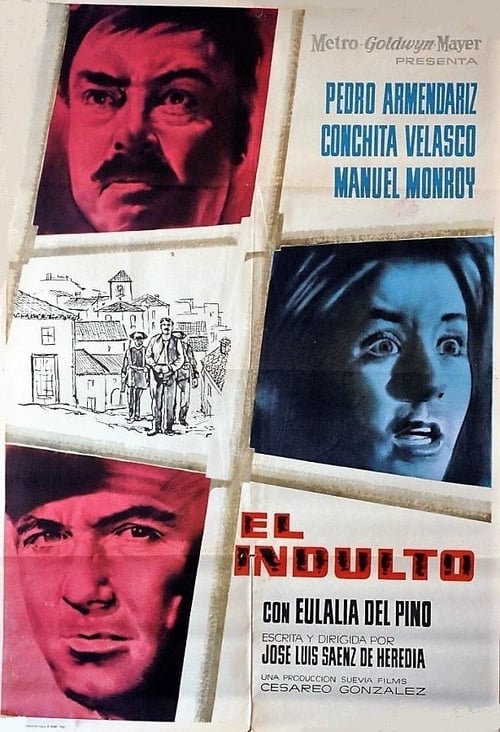 Metro-Goldwyn-Mayer
PRESENTA
PEDRO ARMENDARIZ
CONCHITA VELASCO
MANUEL MONROY
EL
INDULTO
CON EULALIA DEL PINO
ESCRITA Y DIRIGIDA POR
JOSE LUIS SAENZ DE HEREDIA
UNA PRODUCCION SUEVIA FILMS
CESAREO GONZALEZ